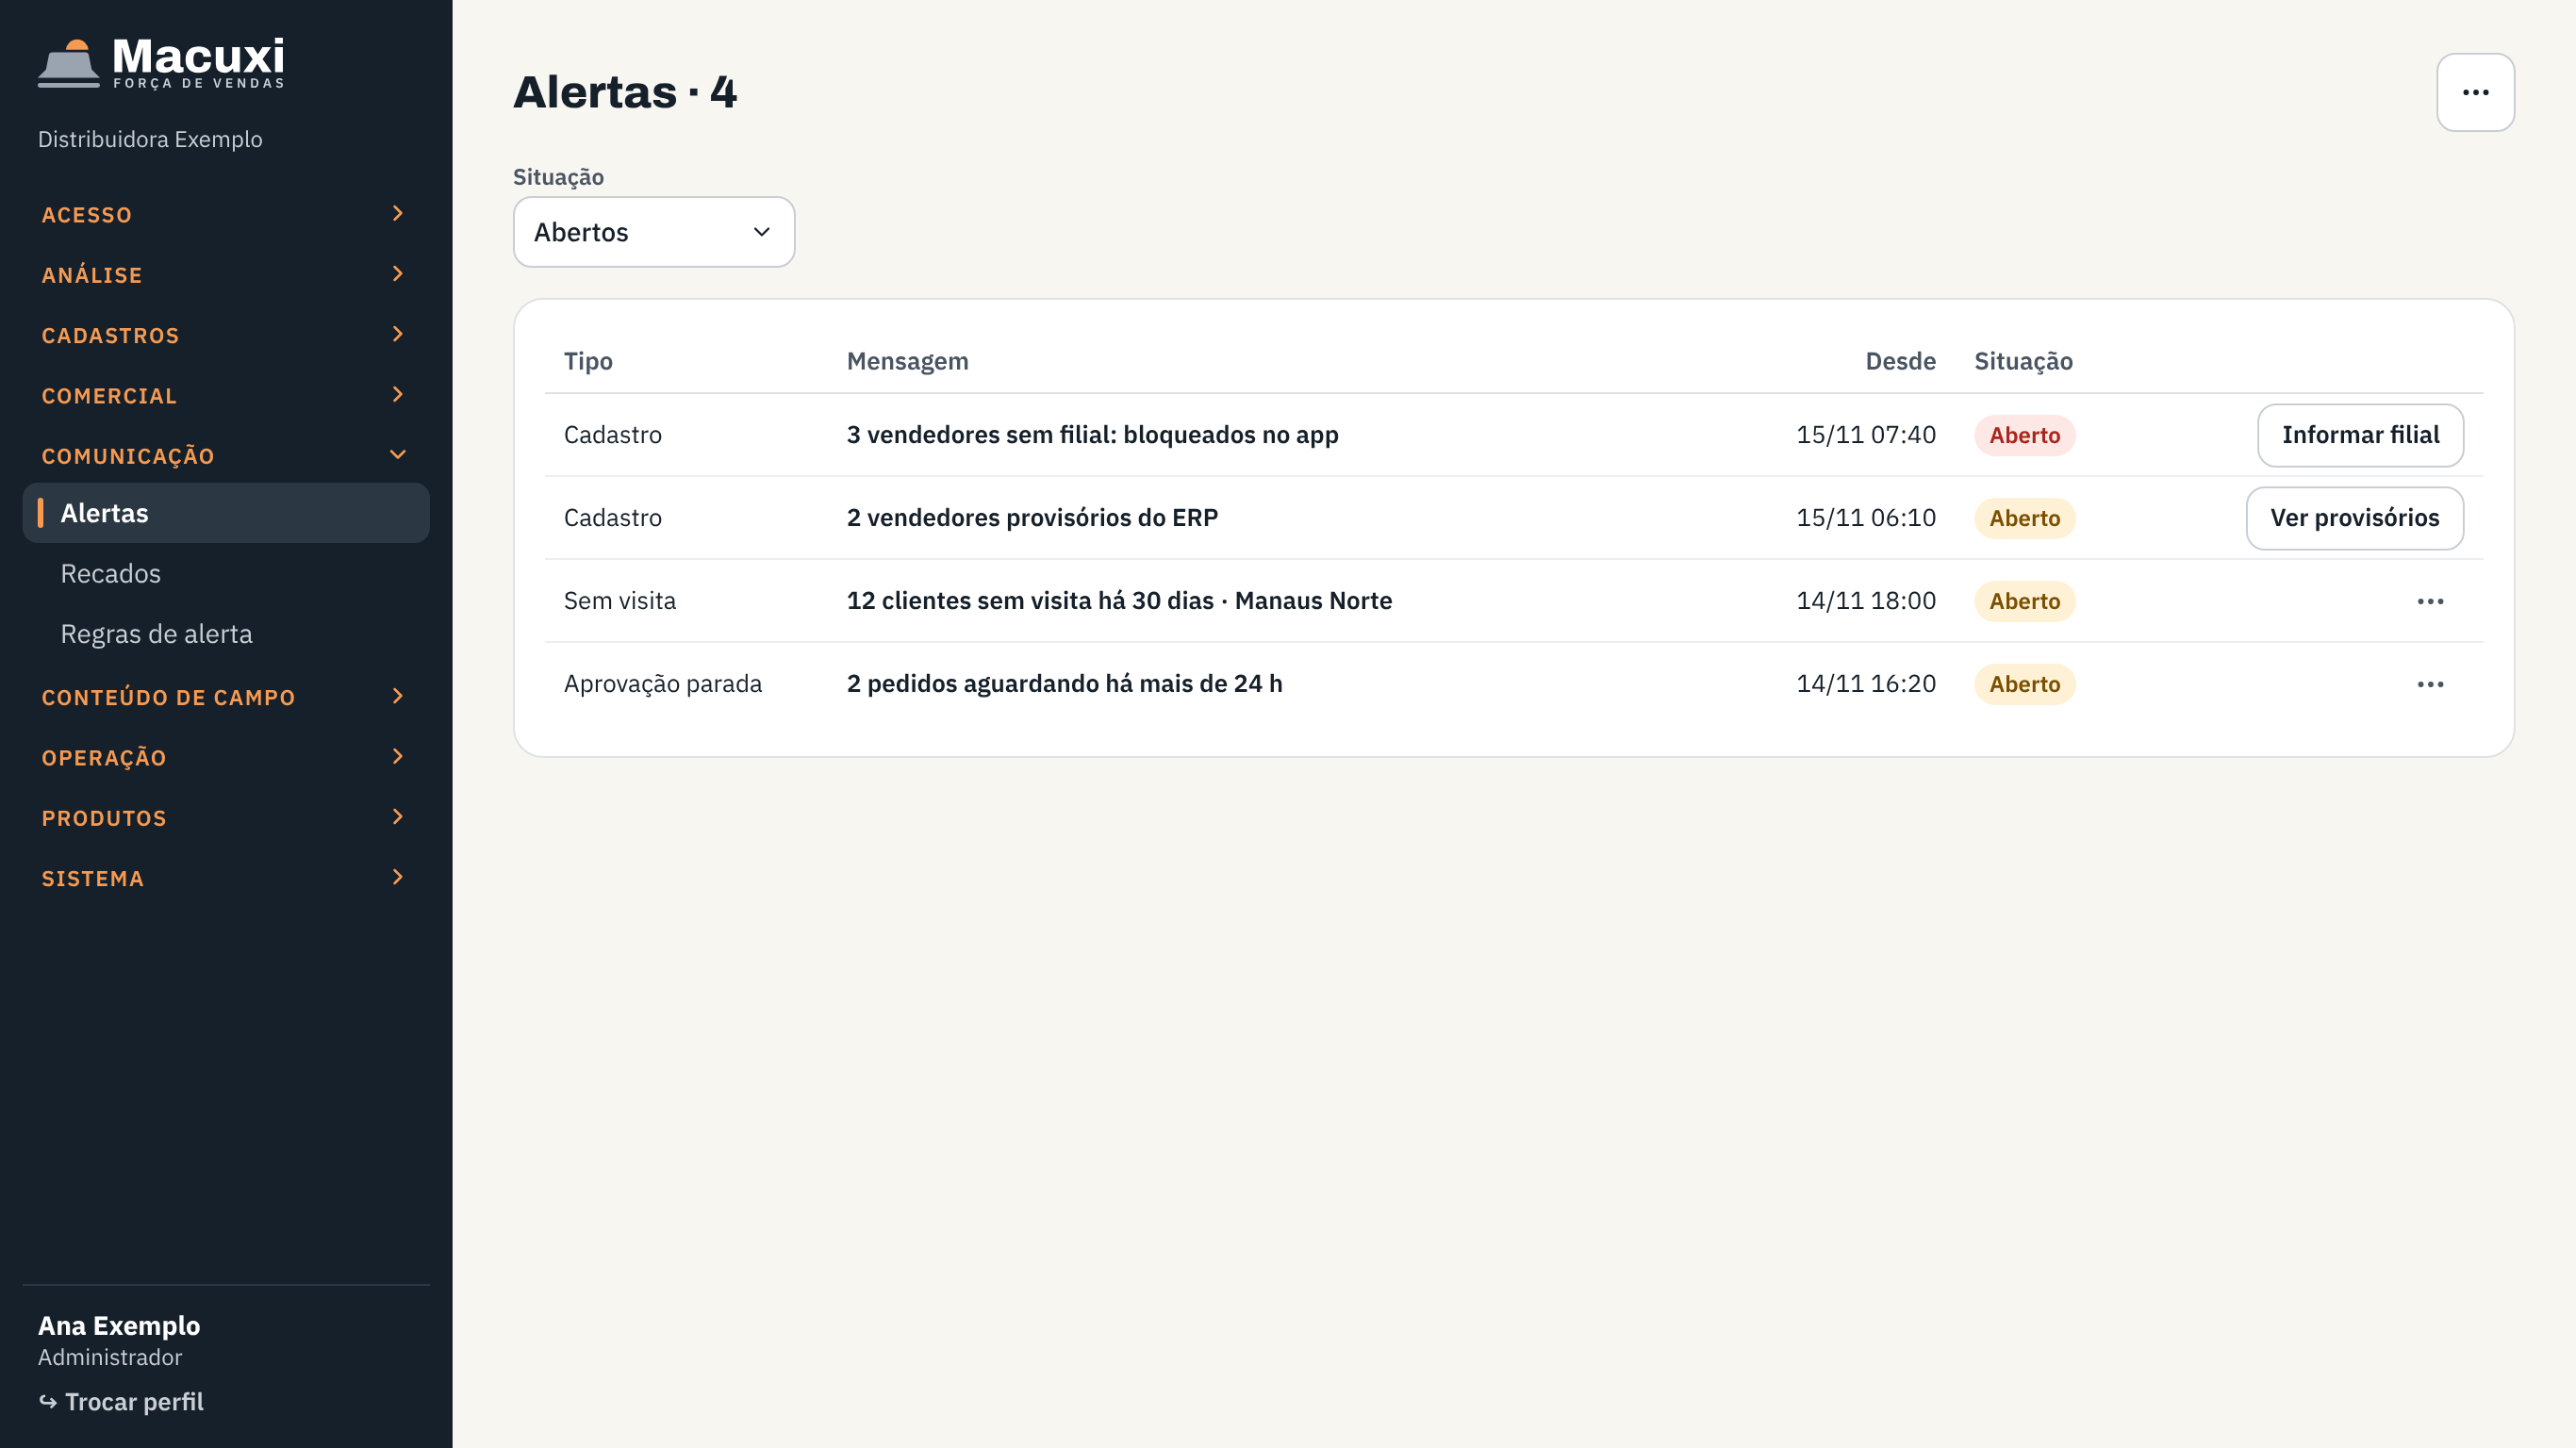 Macuxi
FORÇA DE VENDAS
Distribuidora Exemplo
ACESSO
ANÁLISE
CADASTROS
COMERCIAL
COMUNICAÇÃO
Alertas
Recados
Regras de alerta
CONTEÚDO DE CAMPO
OPERAÇÃO
PRODUTOS
SISTEMA
Ana Exemplo
Administrador
↪ Trocar perfil
Alertas · 4
Situação
Abertos
Tipo Mensagem Desde Situação
Cadastro 3 vendedores sem filial: bloqueados no app 15/11 07:40 Aberto Informar filial
Cadastro 2 vendedores provisórios do ERP 15/11 06:10 Aberto Ver provisórios
Sem visita 12 clientes sem visita há 30 dias · Manaus Norte 14/11 18:00 Aberto
Aprovação parada 2 pedidos aguardando há mais de 24 h 14/11 16:20 Aberto